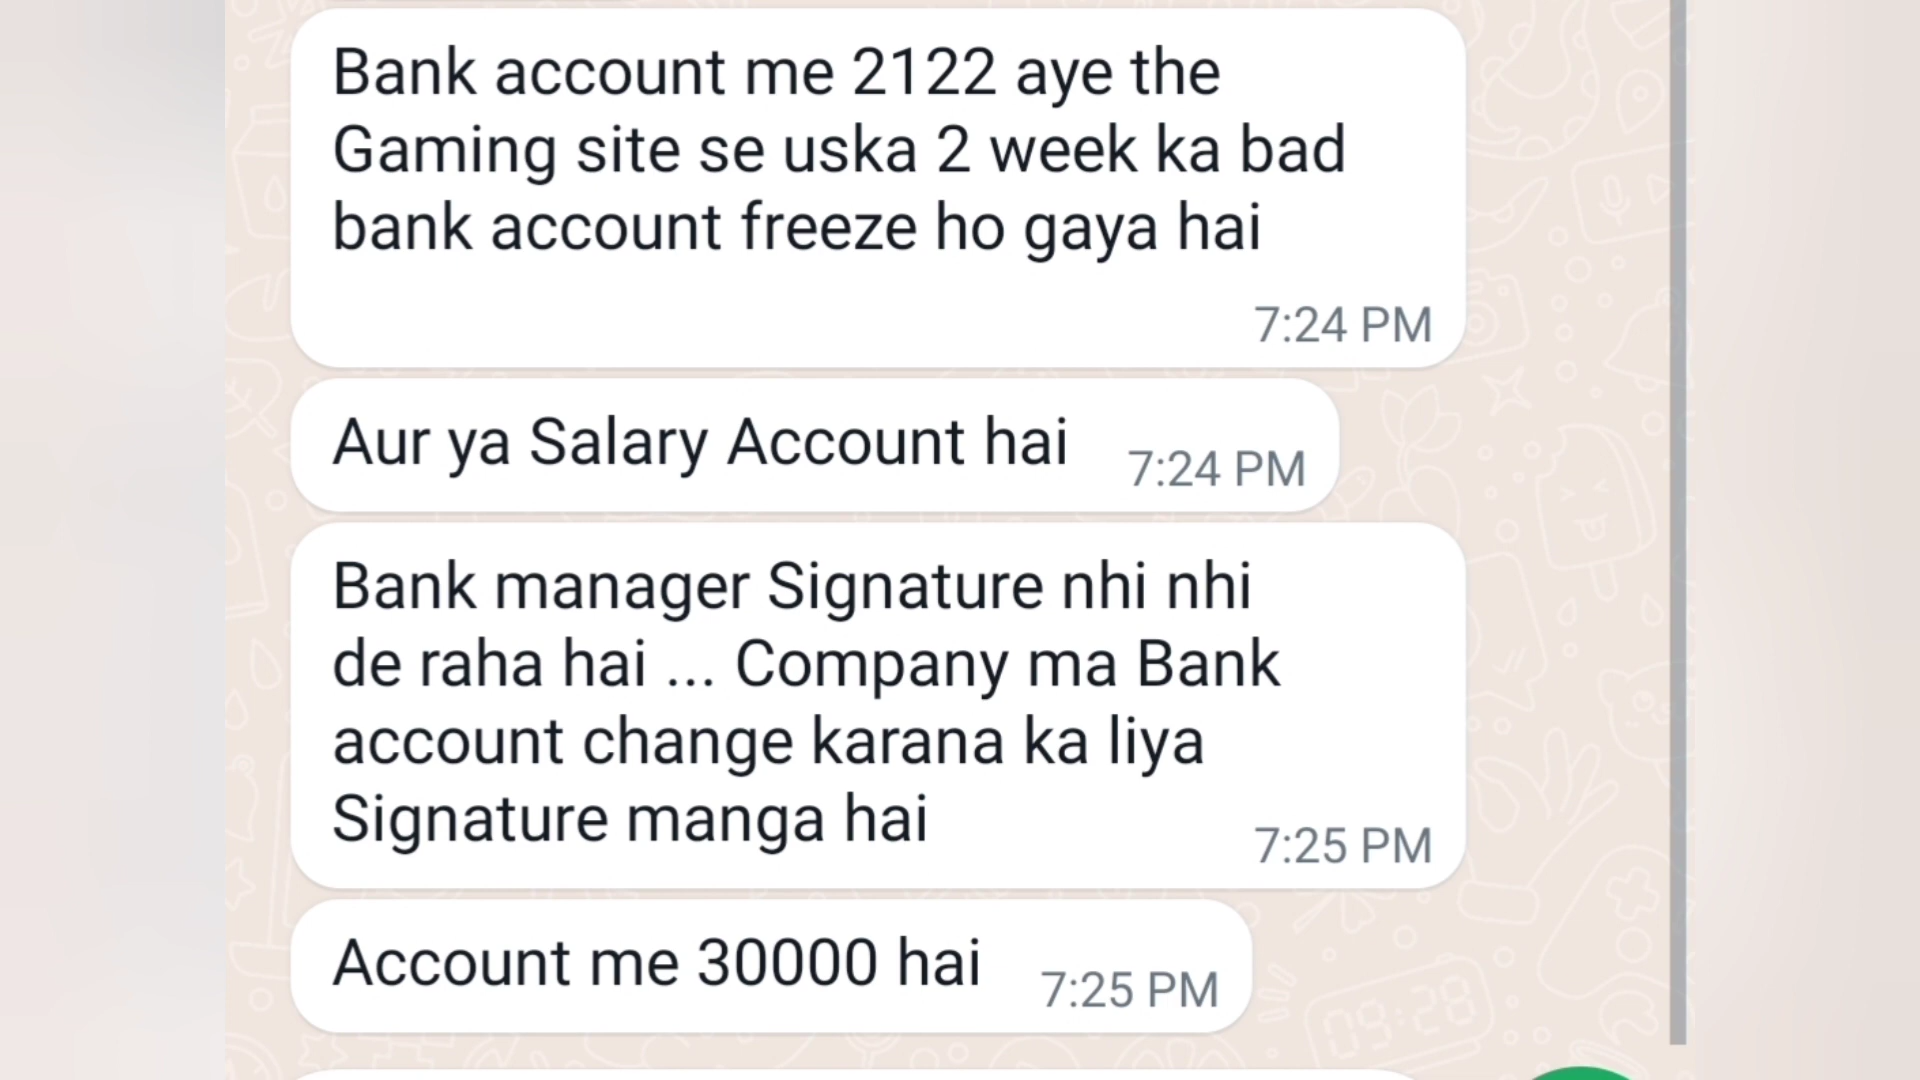 Bank account me 2122 aye the
Gaming site se uska 2 week ka bad
bank account freeze ho gaya hai
7:24 PM
Aur ya Salary Account hai
7:24 PM
Bank manager Signature nhi nhi
de raha hai ... Company ma Bank
account change karana ka liya
Signature manga hai
7:25 PM
Account me 30000 hai
7:25 PM
09:28